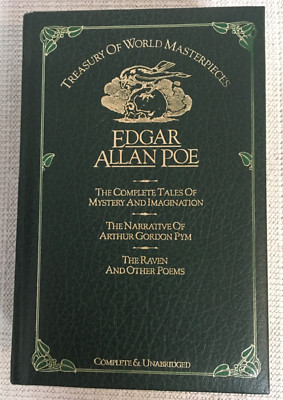 TREASURY OF WORLD MASTERPIECES
EDGAR
ALLAN POE
THE COMPLETE TALES OF
MYSTERY AND IMAGINATION
THE NARRATIVE OF
ARTHUR GORDON PYM
THE RAVEN
AND OTHER POEMS
COMPLETE & UNABRIDGED